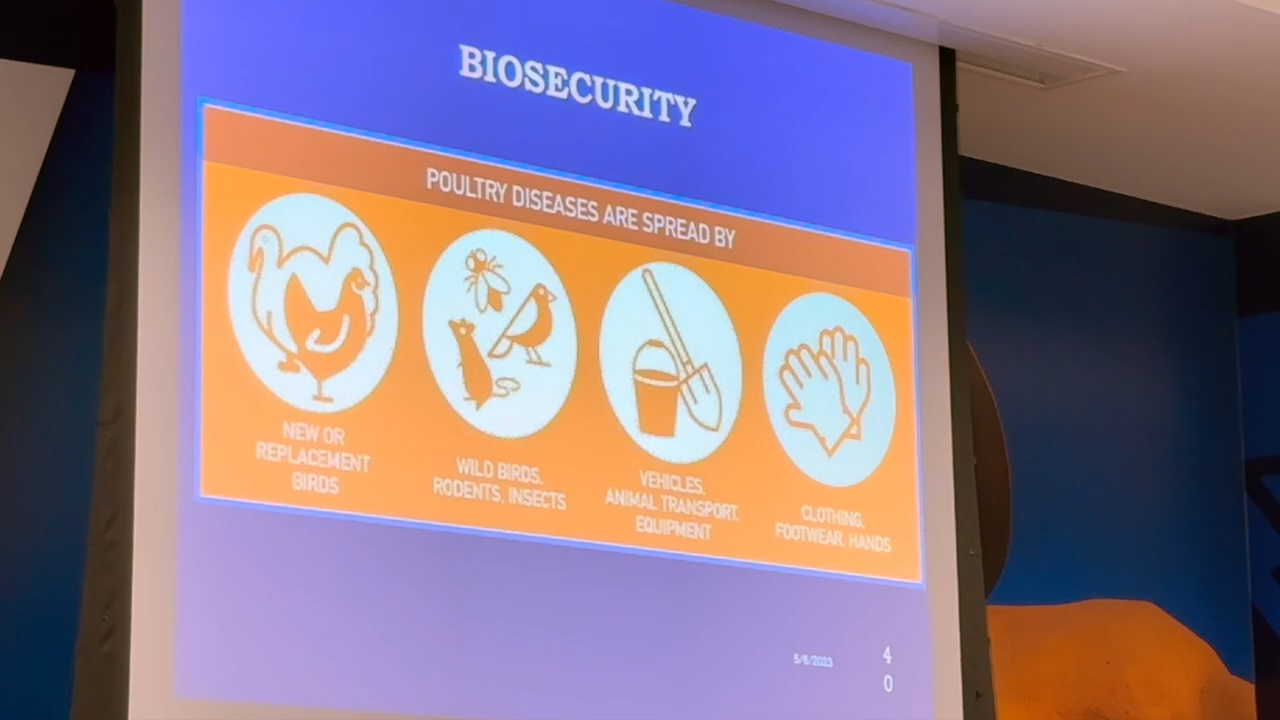 BIOSECURITY
POULTRY DISEASES ARE SPREAD BY
NEW OR
REPLACEMENT
BIRDS
WILD BIRDS,
RODENTS, INSECTS
VEHICLES,
ANIMAL TRANSPORT,
EQUIPMENT
CLOTHING,
FOOTWEAR, HANDS
5/6/2023
4
0